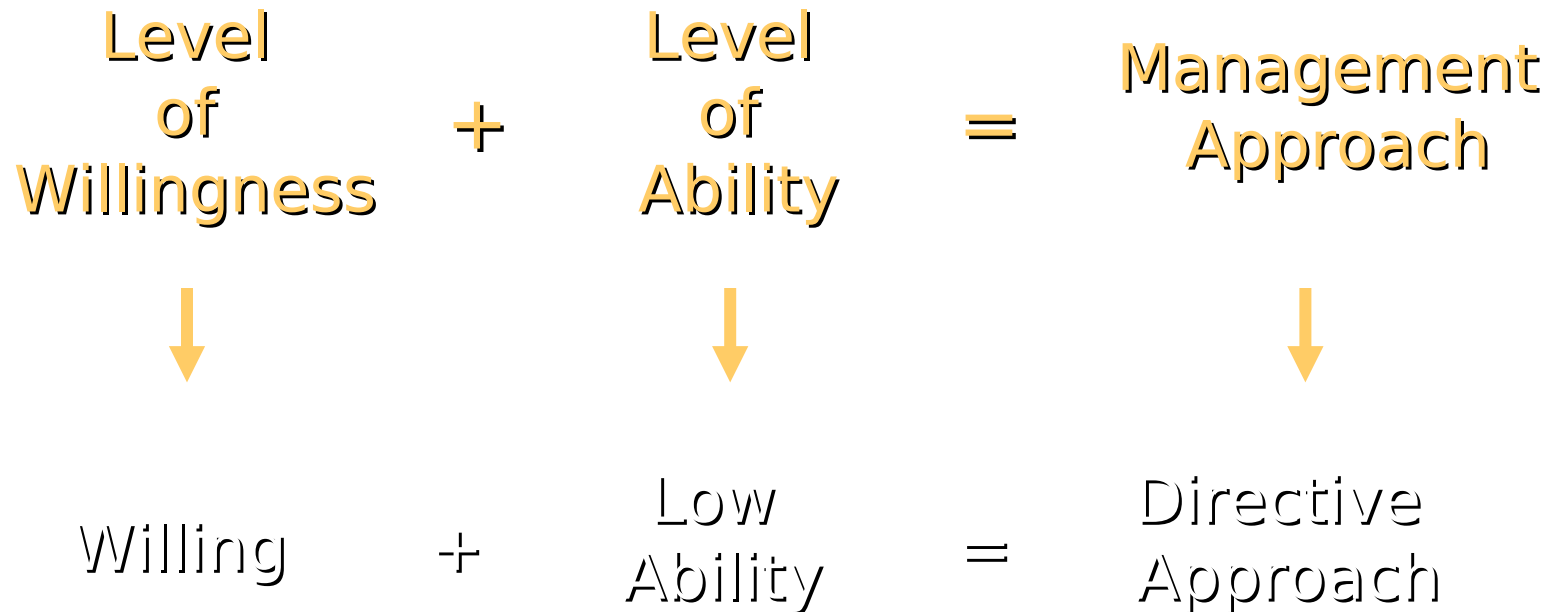 Level
of
Willingness
+
Level
of
Ability
=
Management
Approach
Willing
+
Low
Ability
=
Directive
Approach